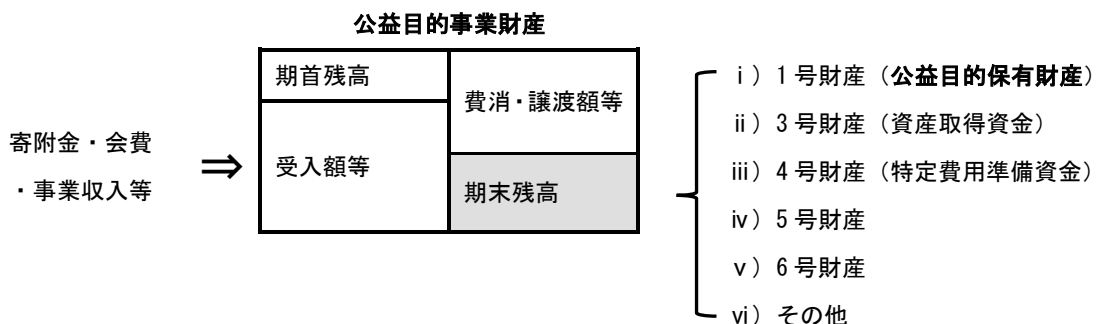 公益目的事業財産
寄附金・会費
・事業収入等
⇒
期首残高
受入額等
費消・譲渡額等
期末残高
ⅰ）1号財産（公益目的保有財産）
ⅱ）3号財産（資産取得資金）
ⅲ）4号財産（特定費用準備資金）
ⅳ）5号財産
ⅴ）6号財産
ⅵ）その他